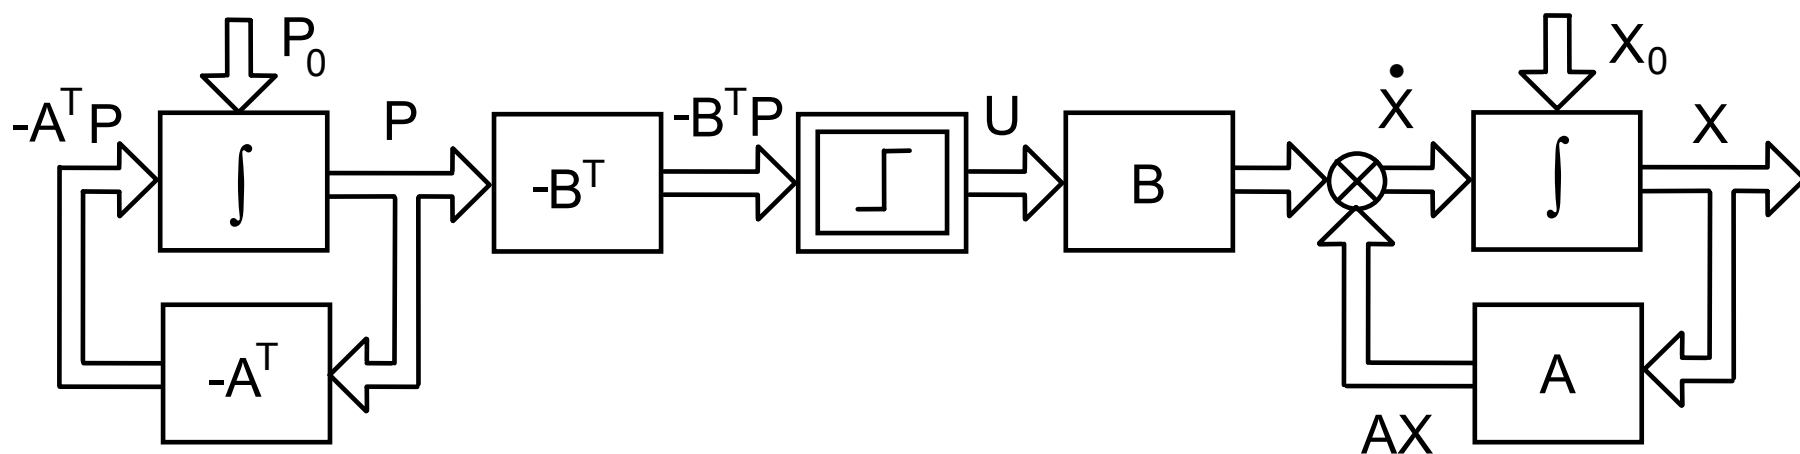 P₀
-AᵀP
∫
P
-Aᵀ
-Bᵀ
-BᵀP
U
B
Ẋ
X₀
∫
X
A
AX